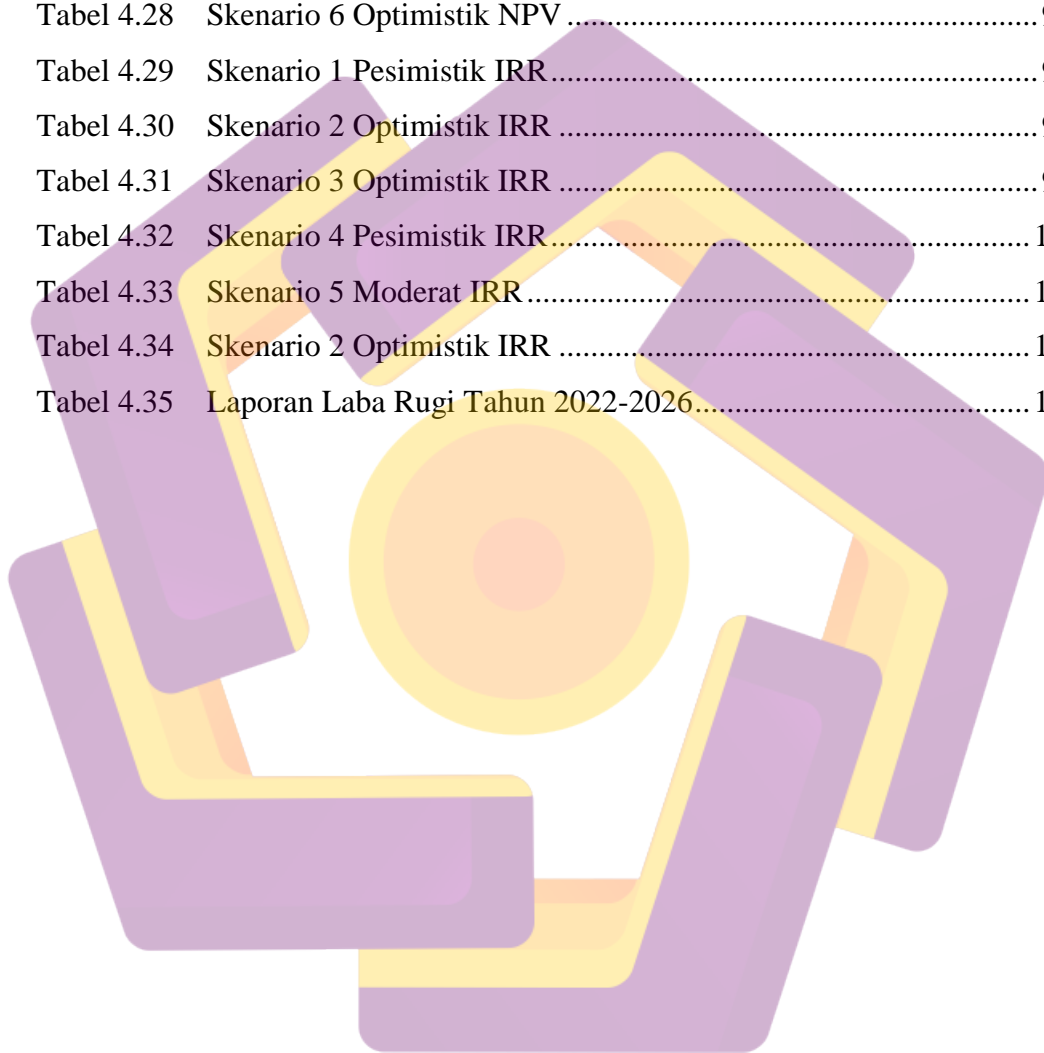 Tabel 4.28 Skenario 6 Optimistik NPV
Tabel 4.29 Skenario 1 Pesimistik IRR
Tabel 4.30 Skenario 2 Optimistik IRR
Tabel 4.31 Skenario 3 Optimistik IRR
Tabel 4.32 Skenario 4 Pesimistik IRR
Tabel 4.33 Skenario 5 Moderat IRR
Tabel 4.34 Skenario 2 Optimistik IRR
Tabel 4.35 Laporan Laba Rugi Tahun 2022-2026